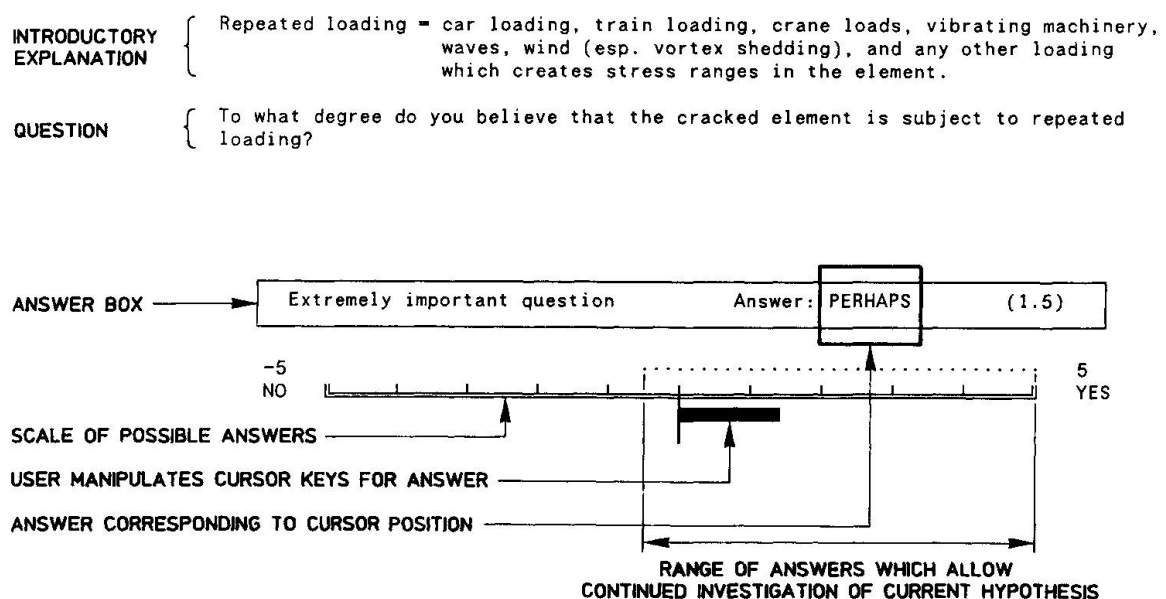 INTRODUCTORY
EXPLANATION
Repeated loading = car loading, train loading, crane loads, vibrating machinery,
waves, wind (esp. vortex shedding), and any other loading
which creates stress ranges in the element.
QUESTION
To what degree do you believe that the cracked element is subject to repeated
loading?
ANSWER BOX
Extremely important question Answer: PERHAPS (1.5)
-5
NO
5
YES
SCALE OF POSSIBLE ANSWERS
USER MANIPULATES CURSOR KEYS FOR ANSWER
ANSWER CORRESPONDING TO CURSOR POSITION
RANGE OF ANSWERS WHICH ALLOW
CONTINUED INVESTIGATION OF CURRENT HYPOTHESIS